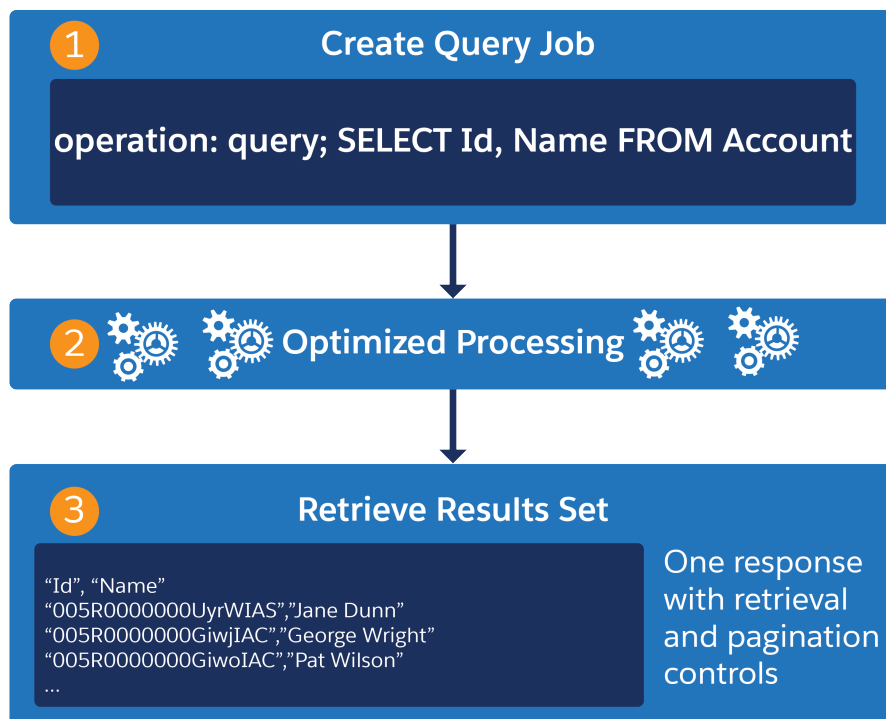 1
Create Query Job
operation: query; SELECT Id, Name FROM Account
2
Optimized Processing
3
Retrieve Results Set
“Id”, “Name”
“005R0000000UyrWIAS”,”Jane Dunn”
“005R0000000GiwjIAC”,”George Wright”
“005R0000000GiwoIAC”,”Pat Wilson”
...
One response
with retrieval
and pagination
controls